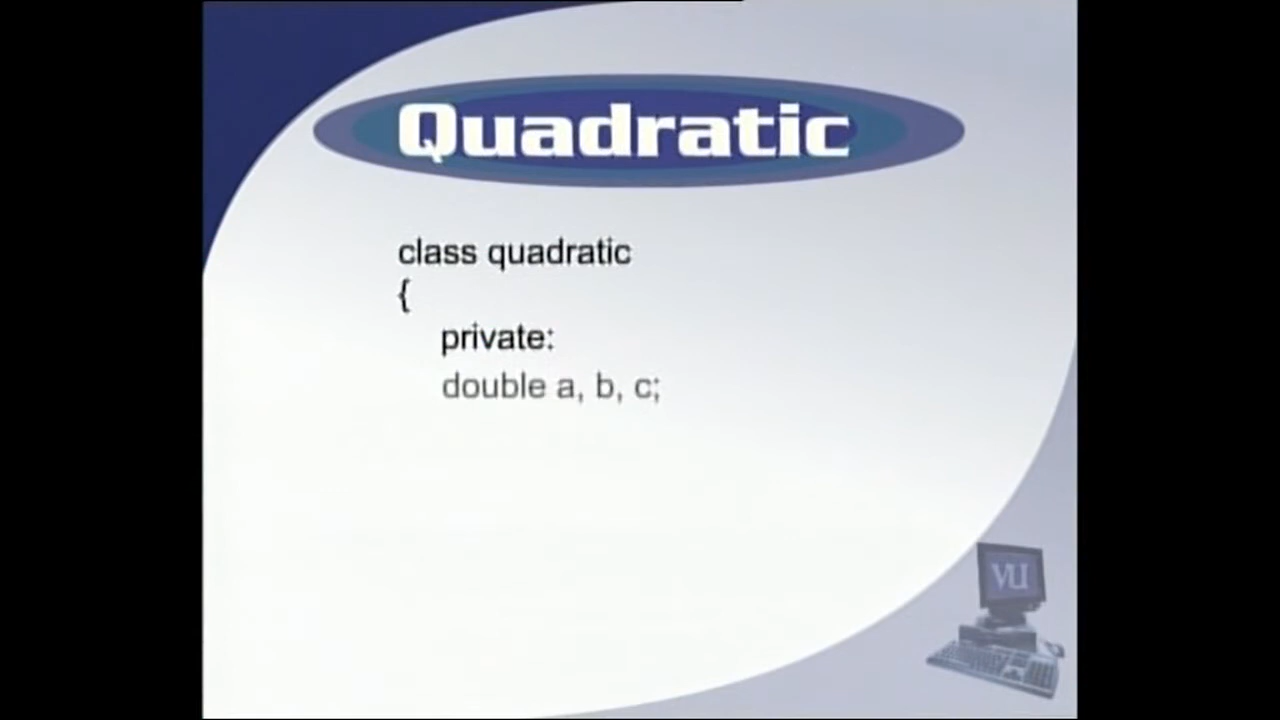 Quadratic
class quadratic
{
private:
double a, b, c;
VU